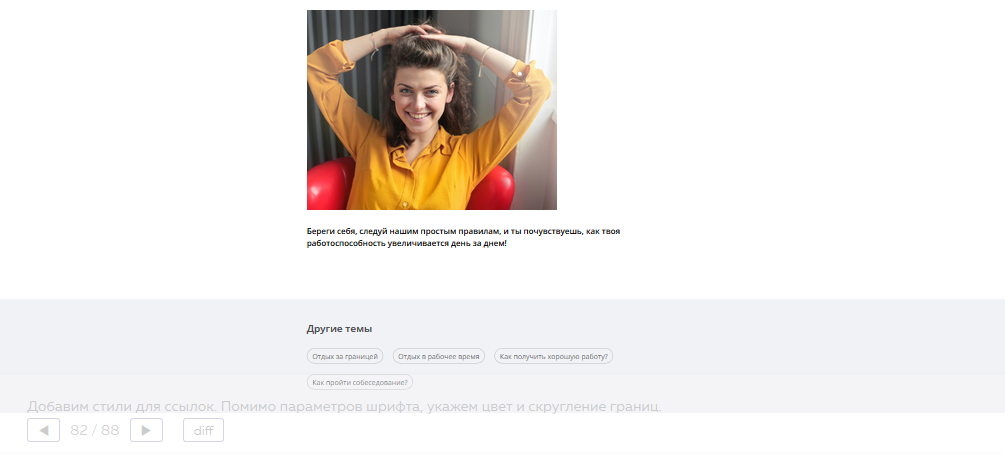 Береги себя, следуй нашим простым правилам, и ты почувствуешь, как твоя
работоспособность увеличивается день за днем!
Другие темы
Отдых за границей
Отдых в рабочее время
Как получить хорошую работу?
Как пройти собеседование?
Добавим стили для ссылок. Помимо параметров шрифта, укажем цвет и скругление границ.
82 / 88
diff